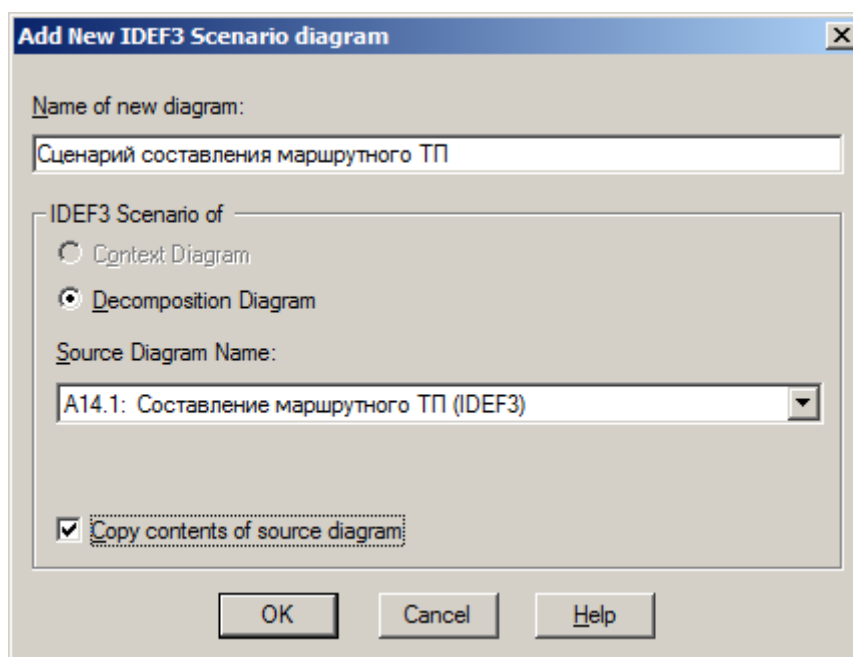 Add New IDEF3 Scenario diagram
Name of new diagram:
Сценарий составления маршрутного ТП
IDEF3 Scenario of
Context Diagram
Decomposition Diagram
Source Diagram Name:
A14.1: Составление маршрутного ТП (IDEF3)
Copy contents of source diagram
OK Cancel Help